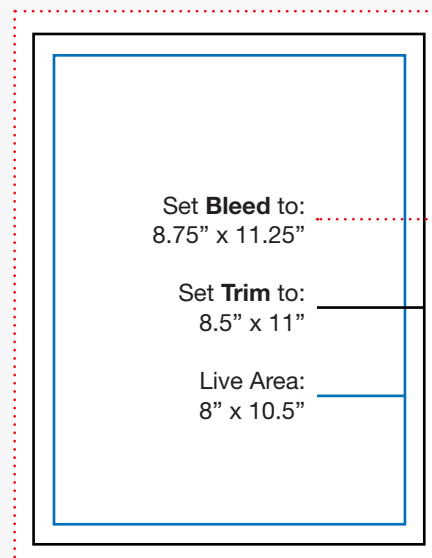 Set Bleed to:
8.75” x 11.25”
Set Trim to:
8.5” x 11”
Live Area:
8” x 10.5”